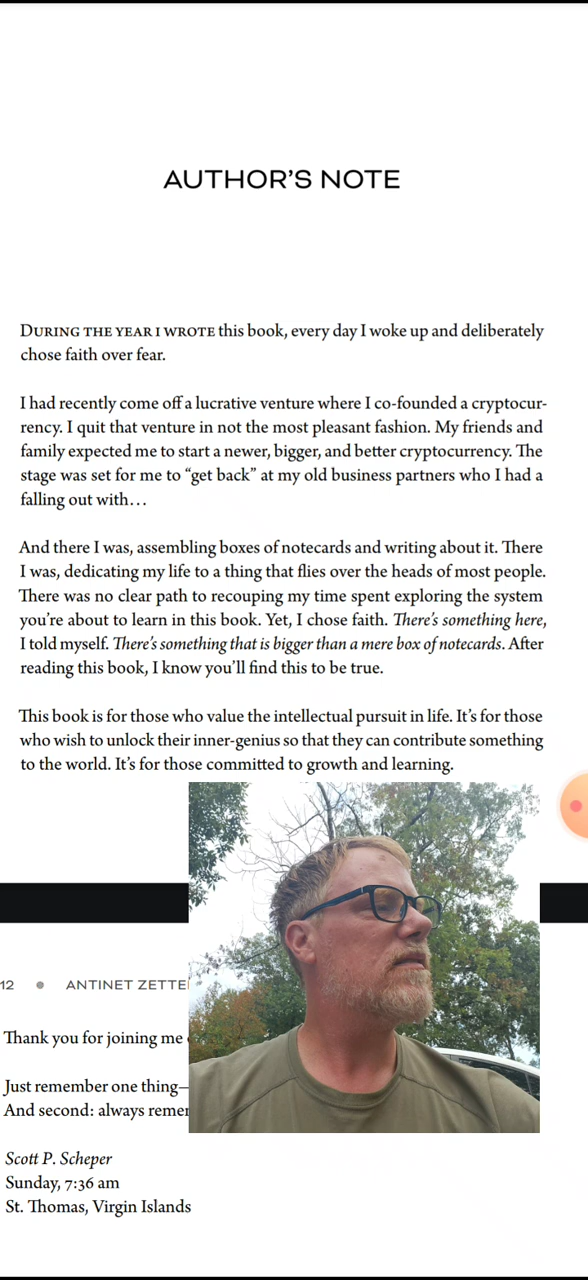 AUTHOR’S NOTE
DURING THE YEAR I WROTE this book, every day I woke up and deliberately
chose faith over fear.
I had recently come off a lucrative venture where I co-founded a cryptocur-
rency. I quit that venture in not the most pleasant fashion. My friends and
family expected me to start a newer, bigger, and better cryptocurrency. The
stage was set for me to “get back” at my old business partners who I had a
falling out with…
And there I was, assembling boxes of notecards and writing about it. There
I was, dedicating my life to a thing that flies over the heads of most people.
There was no clear path to recouping my time spent exploring the system
you’re about to learn in this book. Yet, I chose faith. There’s something here,
I told myself. There’s something that is bigger than a mere box of notecards. After
reading this book, I know you’ll find this to be true.
This book is for those who value the intellectual pursuit in life. It’s for those
who wish to unlock their inner-genius so that they can contribute something
to the world. It’s for those committed to growth and learning.
12 ● ANTINET
Thank you for joining me
Just remember one thing—
And second: always
Scott P. Scheper
Sunday, 7:36 am
St. Thomas, Virgin Islands